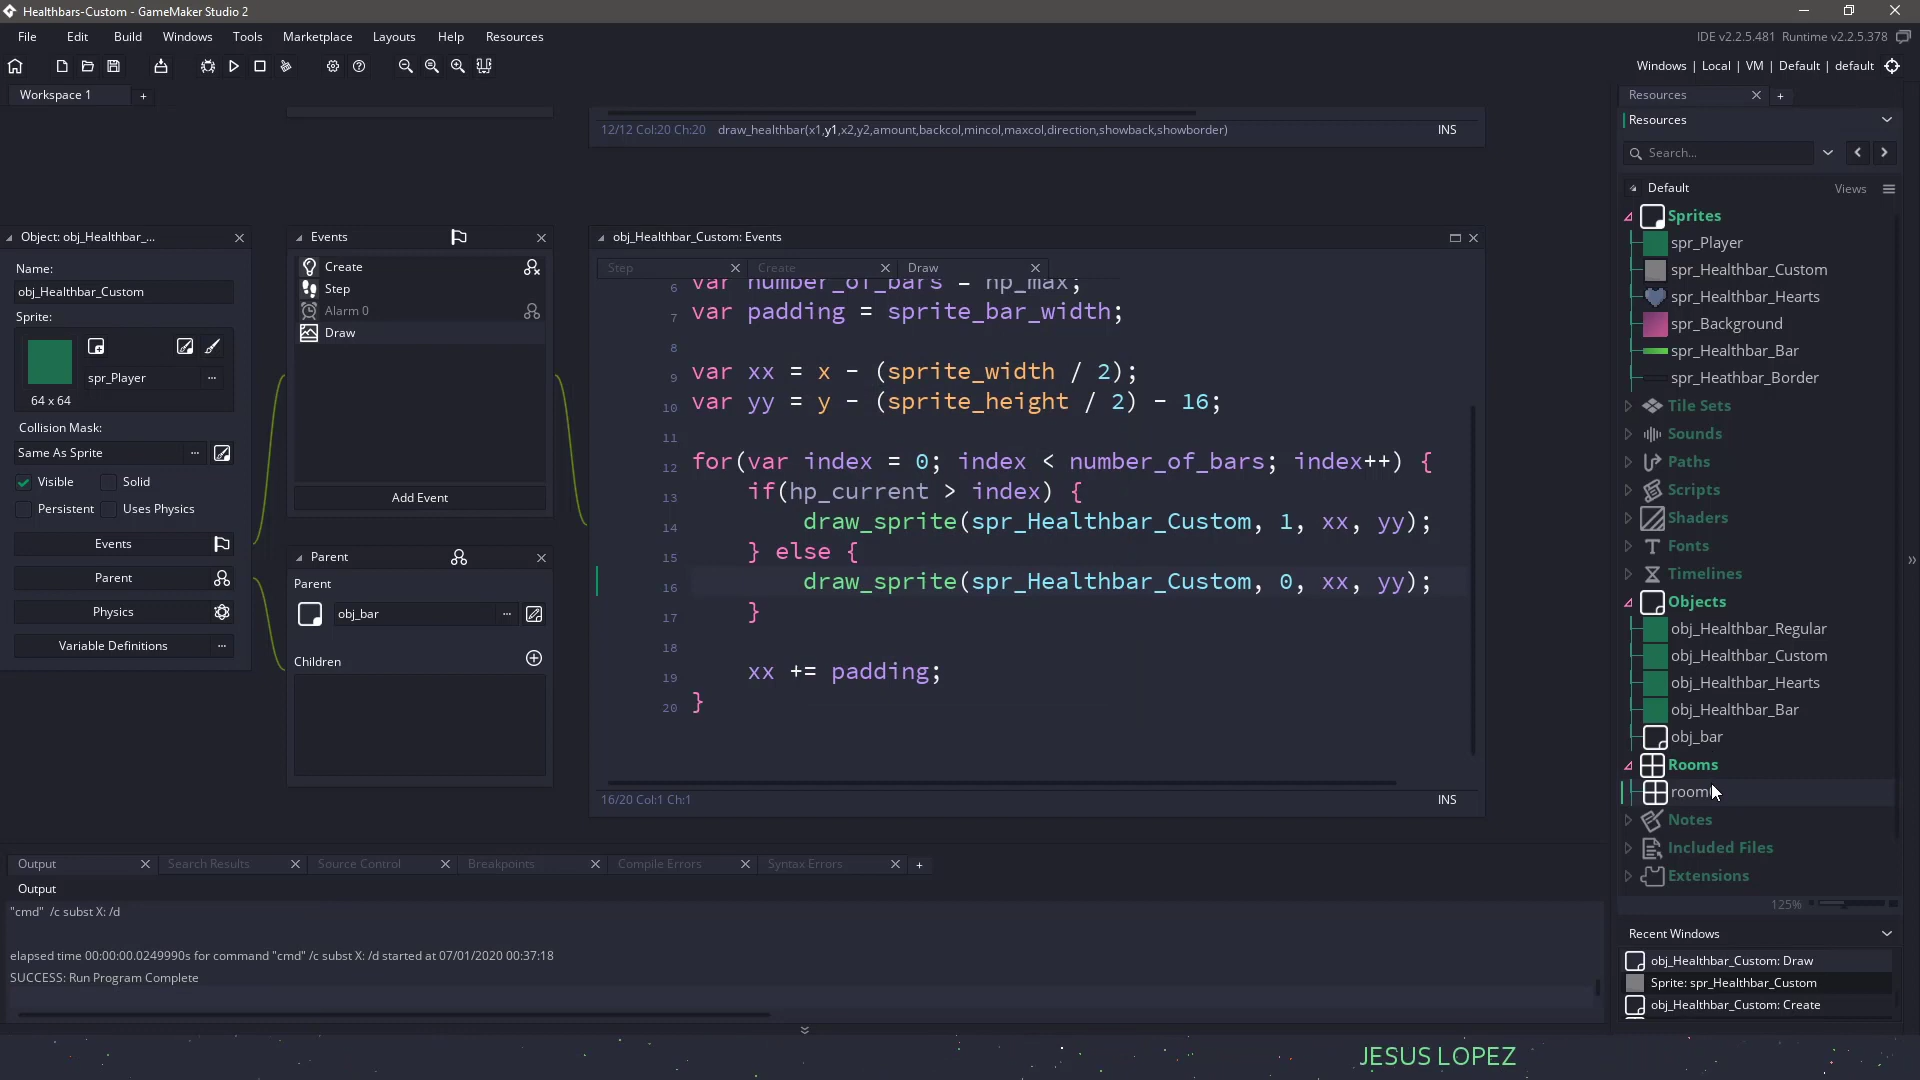 Healthbars-Custom - GameMaker Studio 2
File Edit Build Windows Tools Marketplace Layouts Help Resources
IDE v2.2.5.481 Runtime v2.2.5.378
Windows | Local | VM | Default | default
Workspace 1 +
12/12 Col:20 Ch:20 draw_healthbar(x1,y1,x2,y2,amount,backcol,mincol,maxcol,direction,showback,showborder) INS
Object: obj_Healthbar_...
Name:
obj_Healthbar_Custom
Sprite:
spr_Player ...
64 x 64
Collision Mask:
Same As Sprite ...
Visible Solid
Persistent Uses Physics
Events
Parent
Physics
Variable Definitions ...
Events
Create
Step
Alarm 0
Draw
Add Event
Parent
Parent
obj_bar ...
Children
obj_Healthbar_Custom: Events
Step Create Draw
6 var number_of_bars = hp_max;
7 var padding = sprite_bar_width;
8
9 var xx = x - (sprite_width / 2);
10 var yy = y - (sprite_height / 2) - 16;
11
12 for(var index = 0; index < number_of_bars; index++) {
13 if(hp_current > index) {
14 draw_sprite(spr_Healthbar_Custom, 1, xx, yy);
15 } else {
16 draw_sprite(spr_Healthbar_Custom, 0, xx, yy);
17 }
18
19 xx += padding;
20 }
16/20 Col:1 Ch:1 INS
Output Search Results Source Control Breakpoints Compile Errors Syntax Errors +
Output
"cmd" /c subst X: /d
elapsed time 00:00:00.0249990s for command "cmd" /c subst X: /d started at 07/01/2020 00:37:18
SUCCESS: Run Program Complete
Resources +
Resources
Search...
Default Views
Sprites
spr_Player
spr_Healthbar_Custom
spr_Healthbar_Hearts
spr_Background
spr_Healthbar_Bar
spr_Heathbar_Border
Tile Sets
Sounds
Paths
Scripts
Shaders
Fonts
Timelines
Objects
obj_Healthbar_Regular
obj_Healthbar_Custom
obj_Healthbar_Hearts
obj_Healthbar_Bar
obj_bar
Rooms
room
Notes
Included Files
Extensions
125%
Recent Windows
obj_Healthbar_Custom: Draw
Sprite: spr_Healthbar_Custom
obj_Healthbar_Custom: Create
JESUS LOPEZ